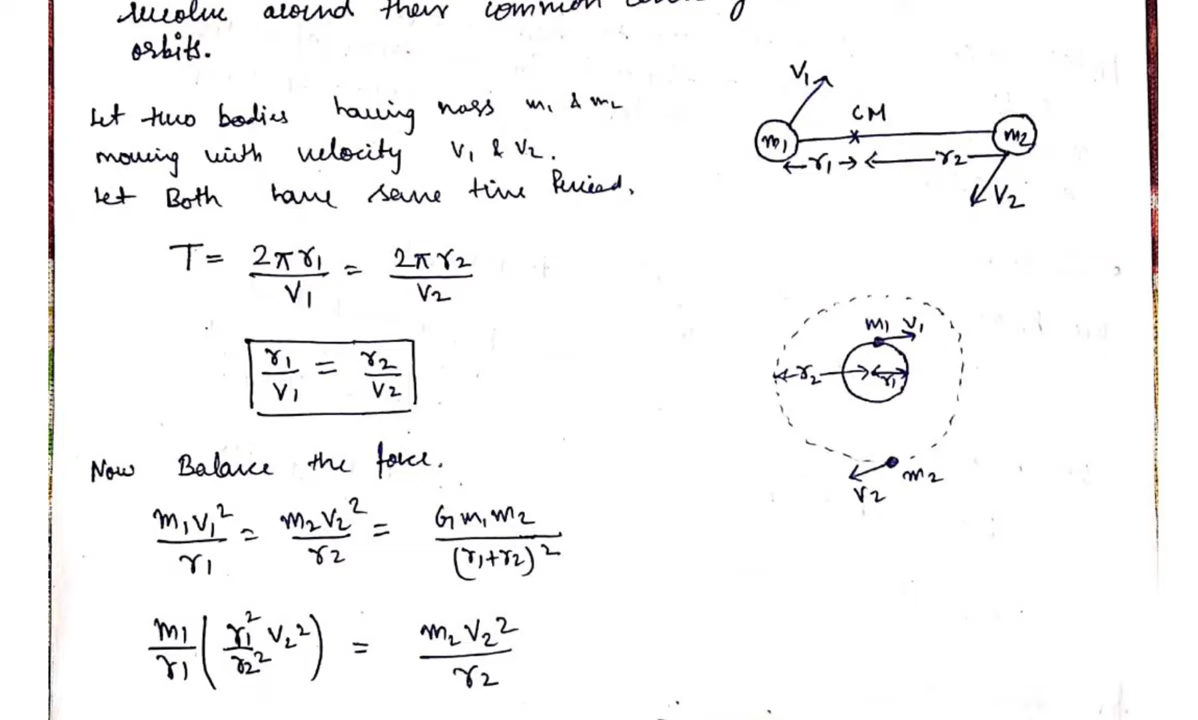 revolve around their common
orbits.
Let two bodies having mass m₁ & m₂
moving with velocity V₁ & V₂.
Let Both have same time Period.
V₁
CM
m₁
m₂
r₁
r₂
V₂
T = 2πr₁/V₁ = 2πr₂/V₂
r₁/V₁ = r₂/V₂
m₁ V₁
r₂
r₁
m₂
V₂
Now Balance the force.
m₁V₁²/r₁ = m₂V₂²/r₂ = Gm₁m₂/(r₁+r₂)²
m₁/r₁ (r₁²/r₂² V₂²) = m₂V₂²/r₂